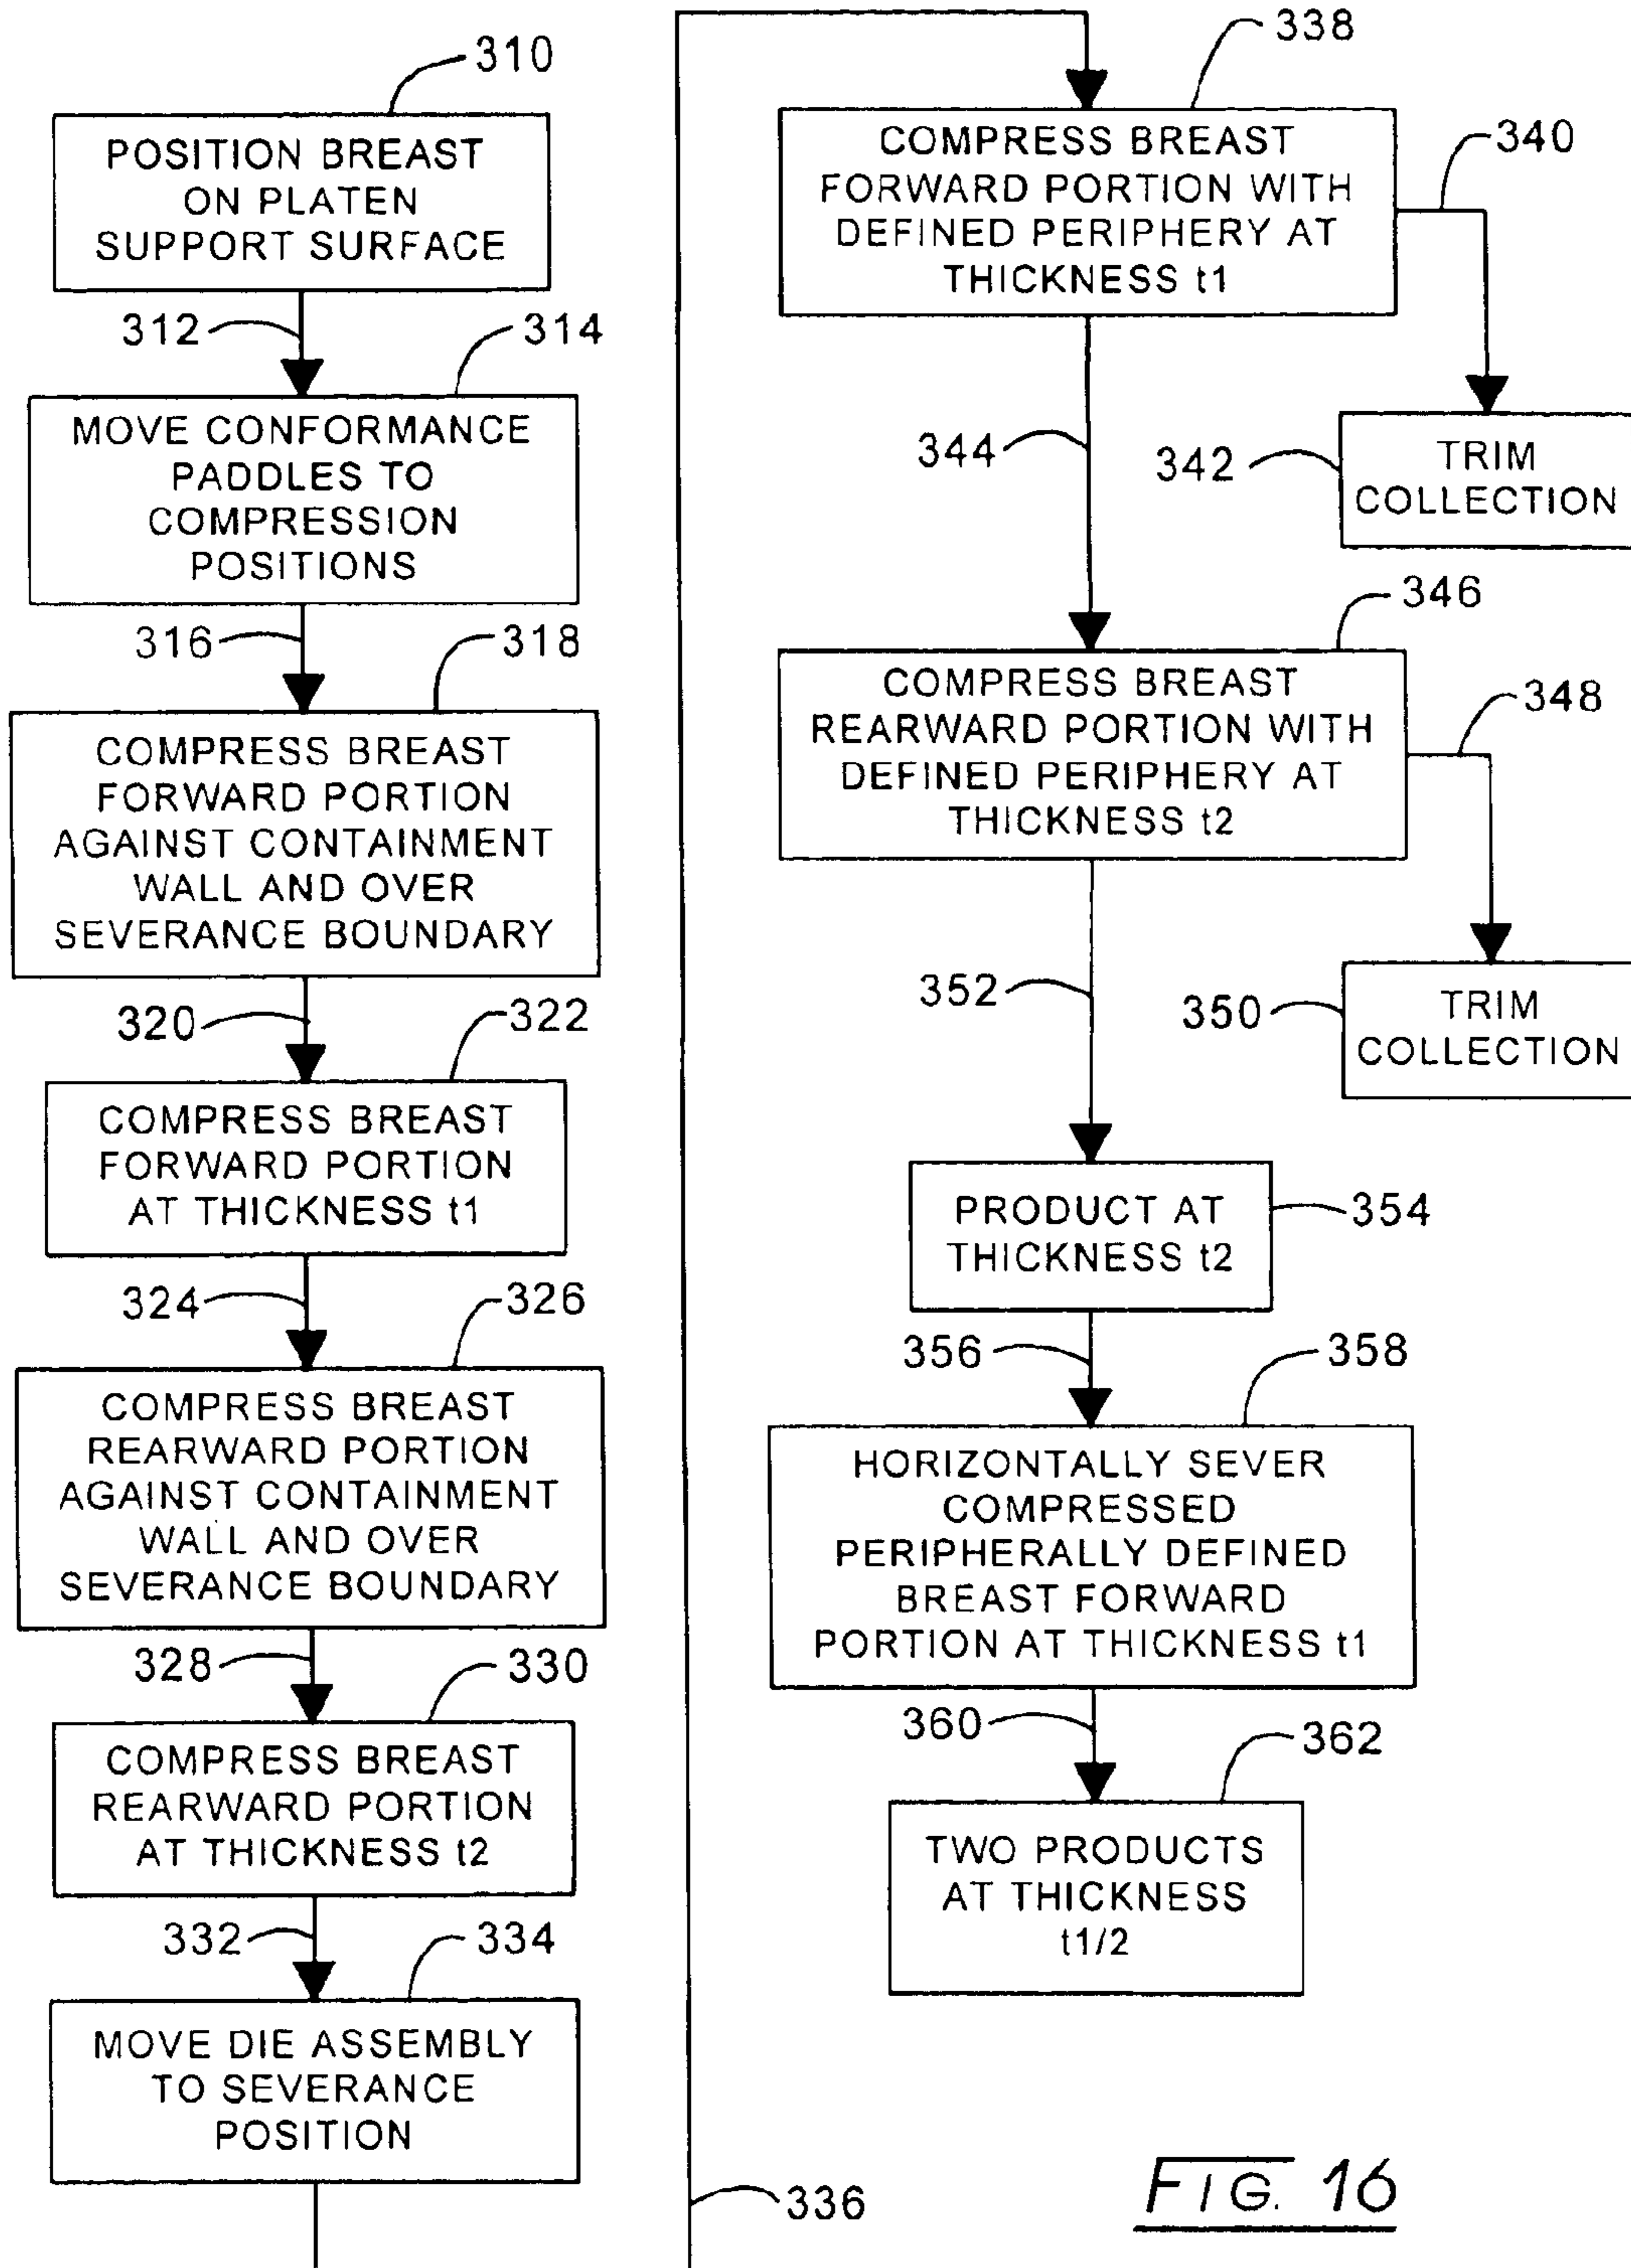 310
POSITION BREAST
ON PLATEN
SUPPORT SURFACE
312
314
MOVE CONFORMANCE
PADDLES TO
COMPRESSION
POSITIONS
316
318
COMPRESS BREAST
FORWARD PORTION
AGAINST CONTAINMENT
WALL AND OVER
SEVERANCE BOUNDARY
320
322
COMPRESS BREAST
FORWARD PORTION
AT THICKNESS t1
324
326
COMPRESS BREAST
REARWARD PORTION
AGAINST CONTAINMENT
WALL AND OVER
SEVERANCE BOUNDARY
328
330
COMPRESS BREAST
REARWARD PORTION
AT THICKNESS t2
332
334
MOVE DIE ASSEMBLY
TO SEVERANCE
POSITION
336
338
COMPRESS BREAST
FORWARD PORTION WITH
DEFINED PERIPHERY AT
THICKNESS t1
340
342
TRIM
COLLECTION
344
346
COMPRESS BREAST
REARWARD PORTION WITH
DEFINED PERIPHERY AT
THICKNESS t2
348
350
TRIM
COLLECTION
352
PRODUCT AT
THICKNESS t2
354
356
358
HORIZONTALLY SEVER
COMPRESSED
PERIPHERALLY DEFINED
BREAST FORWARD
PORTION AT THICKNESS t1
360
362
TWO PRODUCTS
AT THICKNESS
t1/2
FIG. 16